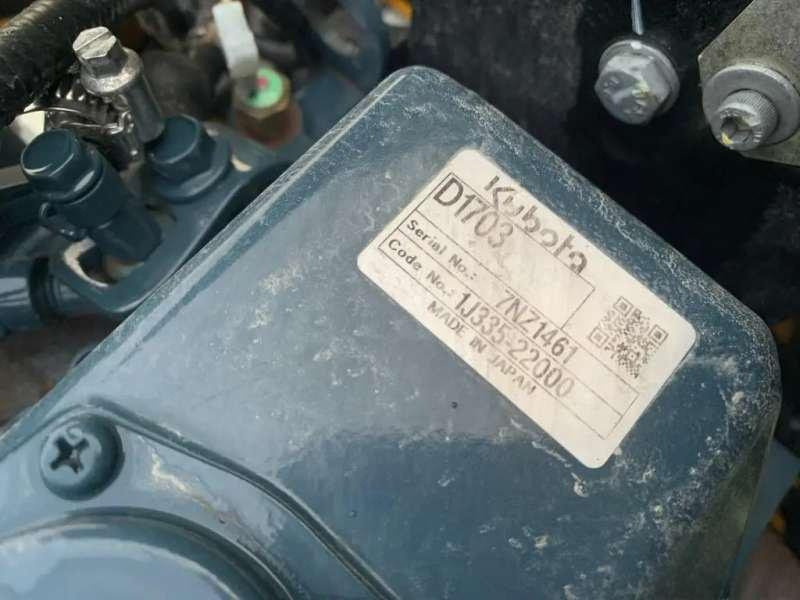 Kubota
D1703
Serial No.: 7NZ1461
Code No.: 1J335-22000
MADE IN JAPAN